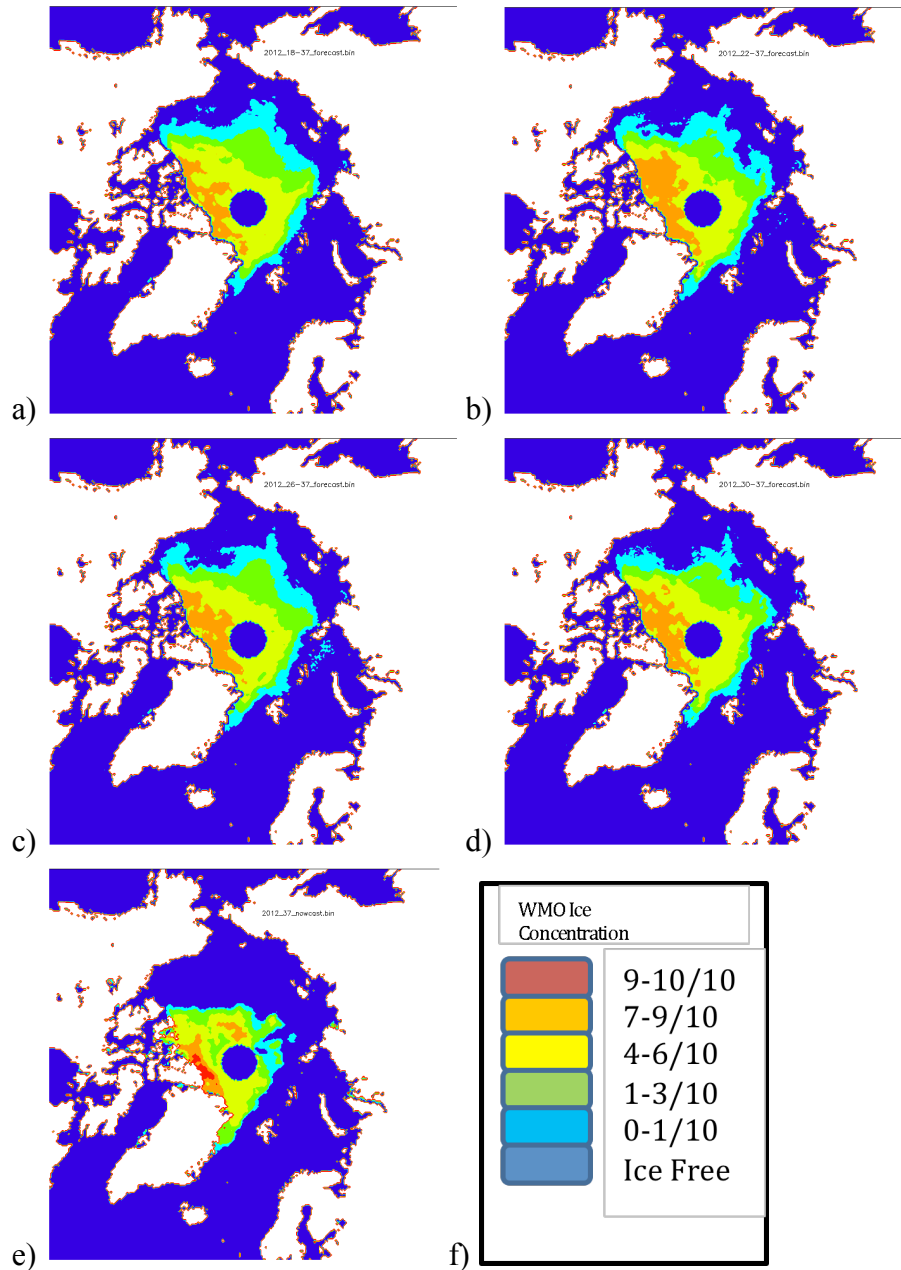 2012_18-37_forecast.bin
2012_22-37_forecast.bin
a)
b)
2012_26-37_forecast.bin
2012_30-37_forecast.bin
c)
d)
2012_37_nowcast.bin
WMO Ice
Concentration
9-10/10
7-9/10
4-6/10
1-3/10
0-1/10
Ice Free
e)
f)